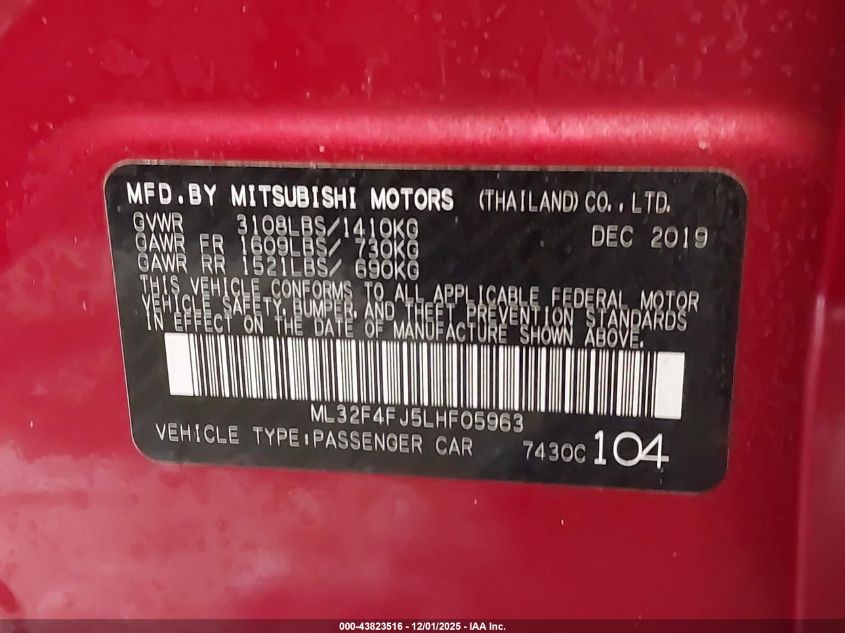 MFD.BY MITSUBISHI MOTORS (THAILAND) CO., LTD.
GVWR 3108LBS/1410KG DEC 2019
GAWR FR 1609LBS/ 730KG
GAWR RR 1521LBS/ 690KG
THIS VEHICLE CONFORMS TO ALL APPLICABLE FEDERAL MOTOR
VEHICLE SAFETY, BUMPER, AND THEFT PREVENTION STANDARDS
IN EFFECT ON THE DATE OF MANUFACTURE SHOWN ABOVE.
ML32F4FJ5LHF05963
VEHICLE TYPE:PASSENGER CAR 7430C 104
000-43823516 - 12/01/2025 - IAA Inc.